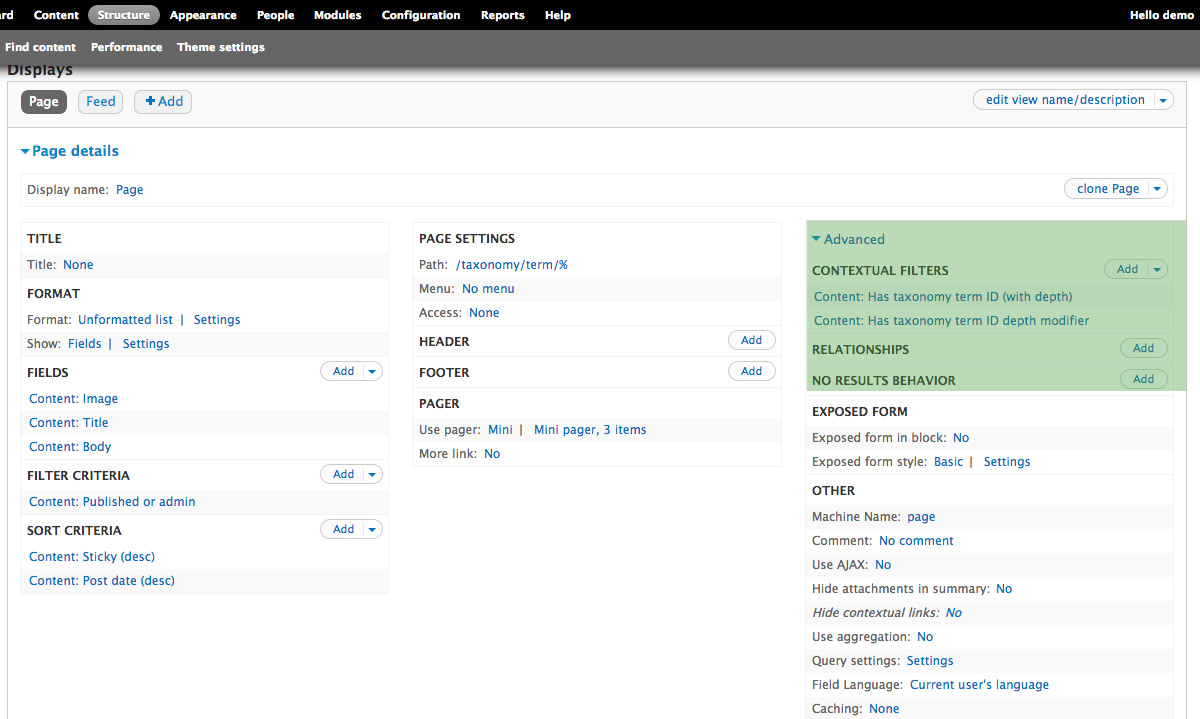 rd Content Structure Appearance People Modules Configuration Reports Help Hello demo
Find content Performance Theme settings
Displays
Page Feed + Add edit view name/description
Page details
Display name: Page clone Page
TITLE
Title: None
FORMAT
Format: Unformatted list | Settings
Show: Fields | Settings
FIELDS Add
Content: Image
Content: Title
Content: Body
FILTER CRITERIA Add
Content: Published or admin
SORT CRITERIA Add
Content: Sticky (desc)
Content: Post date (desc)
PAGE SETTINGS
Path: /taxonomy/term/%
Menu: No menu
Access: None
HEADER Add
FOOTER Add
PAGER
Use pager: Mini | Mini pager, 3 items
More link: No
Advanced
CONTEXTUAL FILTERS Add
Content: Has taxonomy term ID (with depth)
Content: Has taxonomy term ID depth modifier
RELATIONSHIPS Add
NO RESULTS BEHAVIOR Add
EXPOSED FORM
Exposed form in block: No
Exposed form style: Basic | Settings
OTHER
Machine Name: page
Comment: No comment
Use AJAX: No
Hide attachments in summary: No
Hide contextual links: No
Use aggregation: No
Query settings: Settings
Field Language: Current user's language
Caching: None